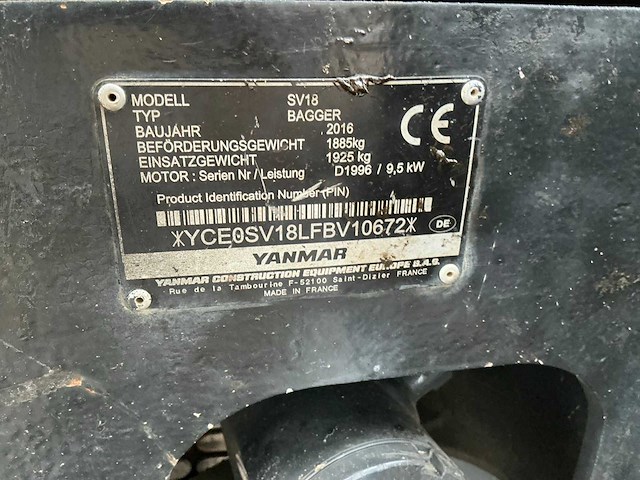 MODELL SV18
TYP BAGGER
BAUJAHR 2016
BEFÖRDERUNGSGEWICHT 1885kg
EINSATZGEWICHT 1925 kg
MOTOR : Serien Nr / Leistung D1996 / 9,5 kW
CE
Product Identification Number (PIN)
*YCE0SV18LFBV10672*
DE
YANMAR
YANMAR CONSTRUCTION EQUIPMENT EUROPE S.A.S.
Rue de la Tambourine F-52100 Saint-Dizier FRANCE
MADE IN FRANCE